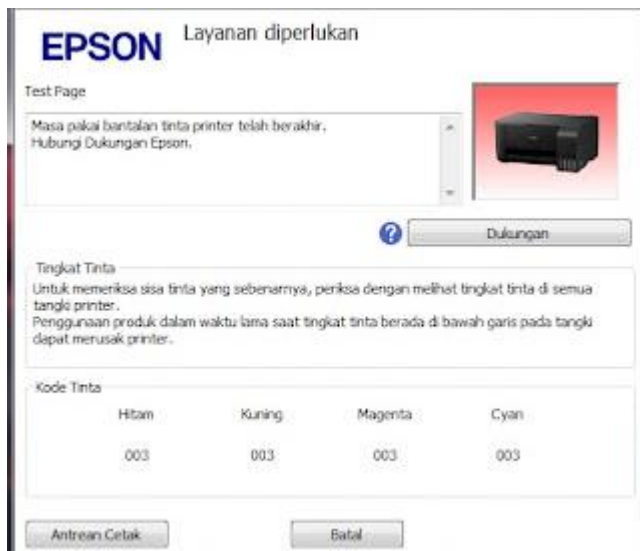 EPSON Layanan diperlukan
Test Page
Masa pakai bantalan tinta printer telah berakhir.
Hubungi Dukungan Epson.
? Dukungan
Tingkat Tinta
Untuk memeriksa sisa tinta yang sebenarnya, periksa dengan melihat tingkat tinta di semua
tangki printer.
Penggunaan produk dalam waktu lama saat tingkat tinta berada di bawah garis pada tangki
dapat merusak printer.
Kode Tinta
Hitam Kuning Magenta Cyan
003 003 003 003
Antrean Cetak Batal